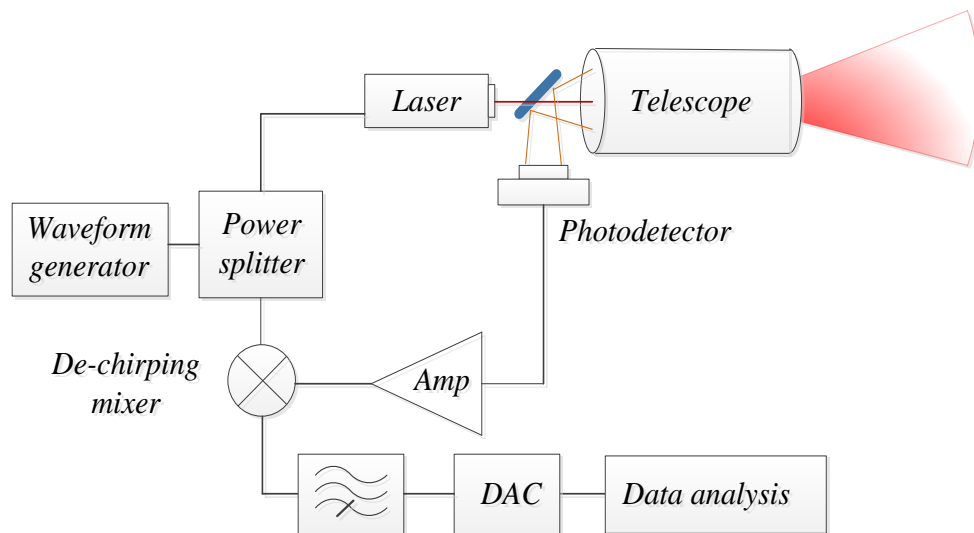 Laser
Telescope
Waveform
generator
Power
splitter
Photodetector
De-chirping
mixer
Amp
DAC
Data analysis